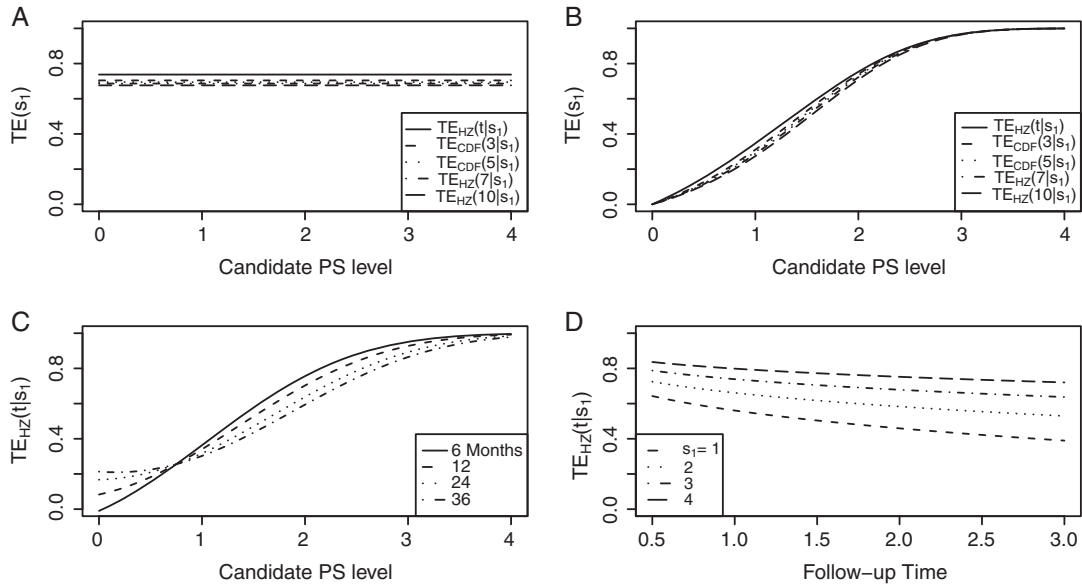 A
TE(s1)
0.0 0.4 0.8
TEHZ(t|s1)
TECDF(3|s1)
TECDF(5|s1)
TEHZ(7|s1)
TEHZ(10|s1)
0 1 2 3 4
Candidate PS level
B
TE(s1)
0.0 0.4 0.8
TEHZ(t|s1)
TECDF(3|s1)
TECDF(5|s1)
TEHZ(7|s1)
TEHZ(10|s1)
0 1 2 3 4
Candidate PS level
C
TEHZ(t|s1)
0.0 0.4 0.8
6 Months
12
24
36
0 1 2 3 4
Candidate PS level
D
TEHZ(t|s1)
0.0 0.4 0.8
s1= 1
2
3
4
0.5 1.0 1.5 2.0 2.5 3.0
Follow−up Time